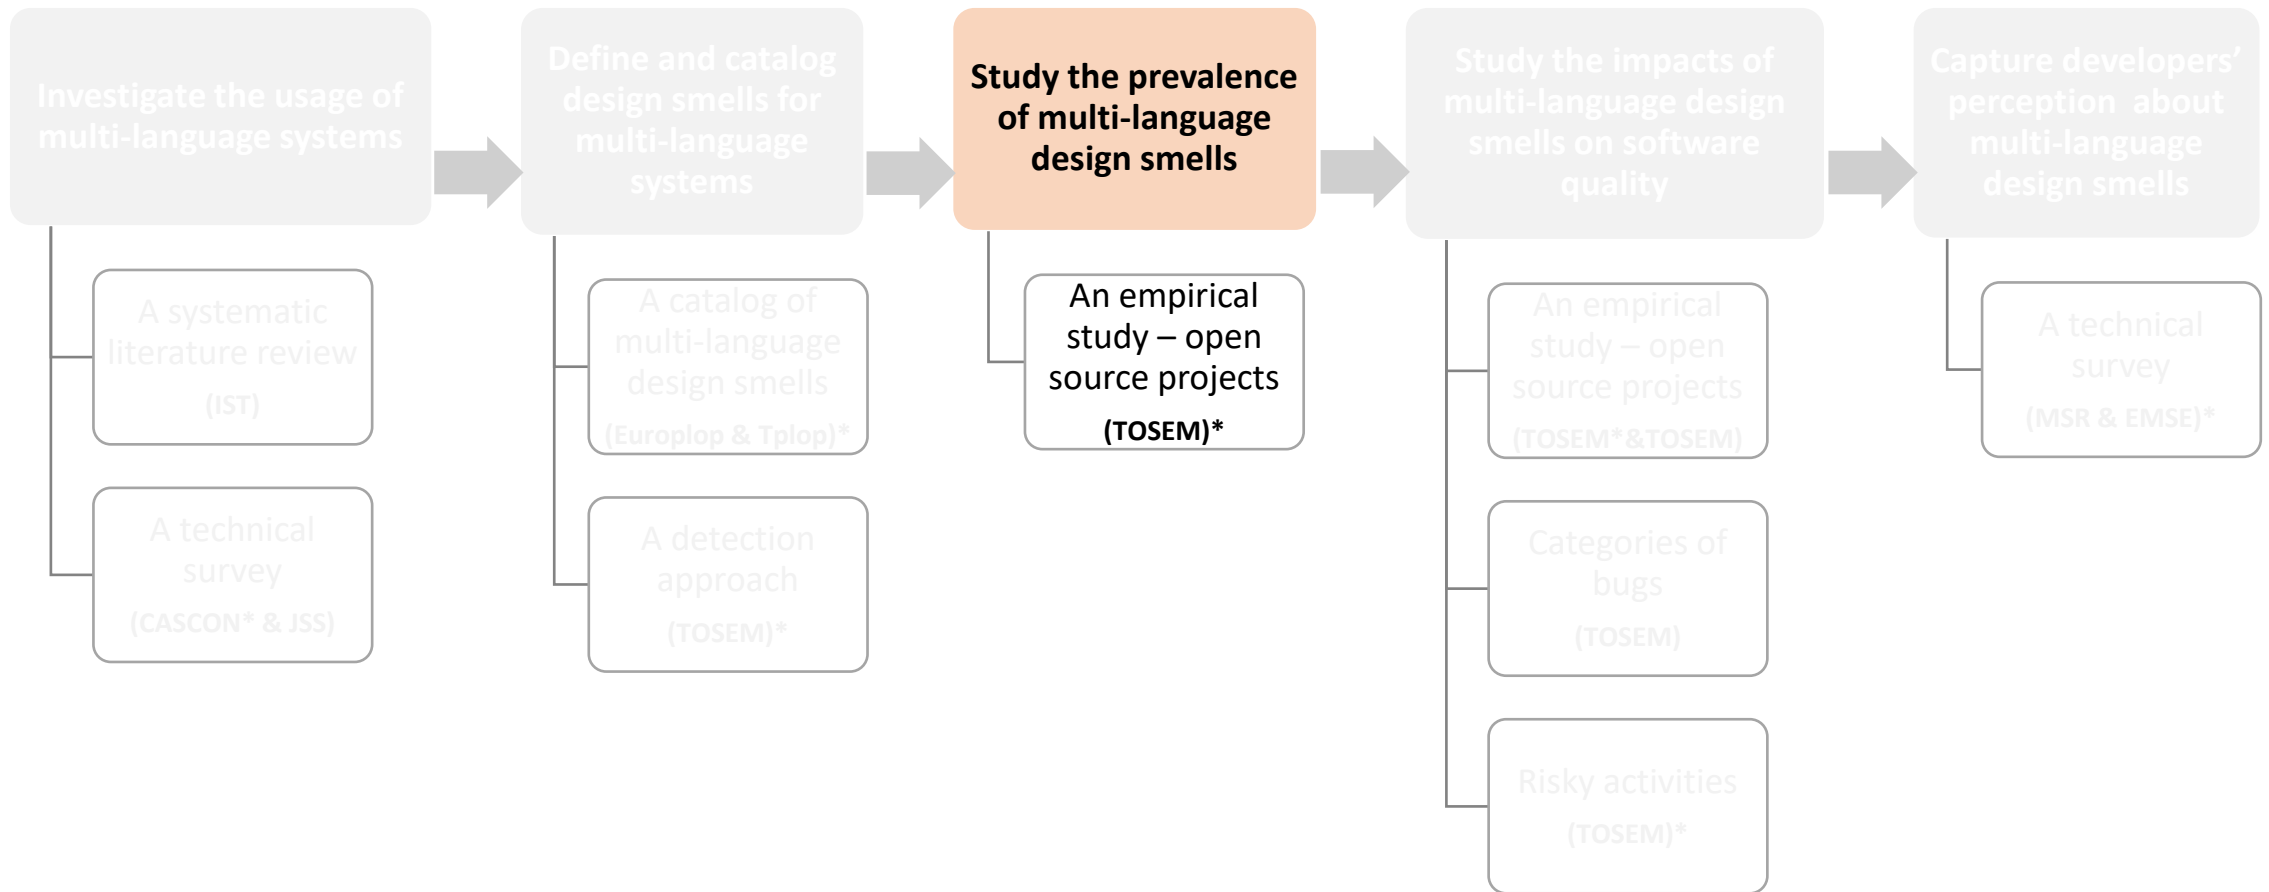 Investigate the usage of
multi-language systems
A systematic
literature review
(IST)
A technical
survey
(CASCON* & JSS)
Define and catalog
design smells for
multi-language
systems
A catalog of
multi-language
design smells
(Europlop & Tplop)*
A detection
approach
(TOSEM)*
Study the prevalence
of multi-language
design smells
An empirical
study – open
source projects
(TOSEM)*
Study the impacts of
multi-language design
smells on software
quality
An empirical
study – open
source projects
(TOSEM*&TOSEM)
Categories of
bugs
(TOSEM)
Risky activities
(TOSEM)*
Capture developers’
perception about
multi-language
design smells
A technical
survey
(MSR & EMSE)*